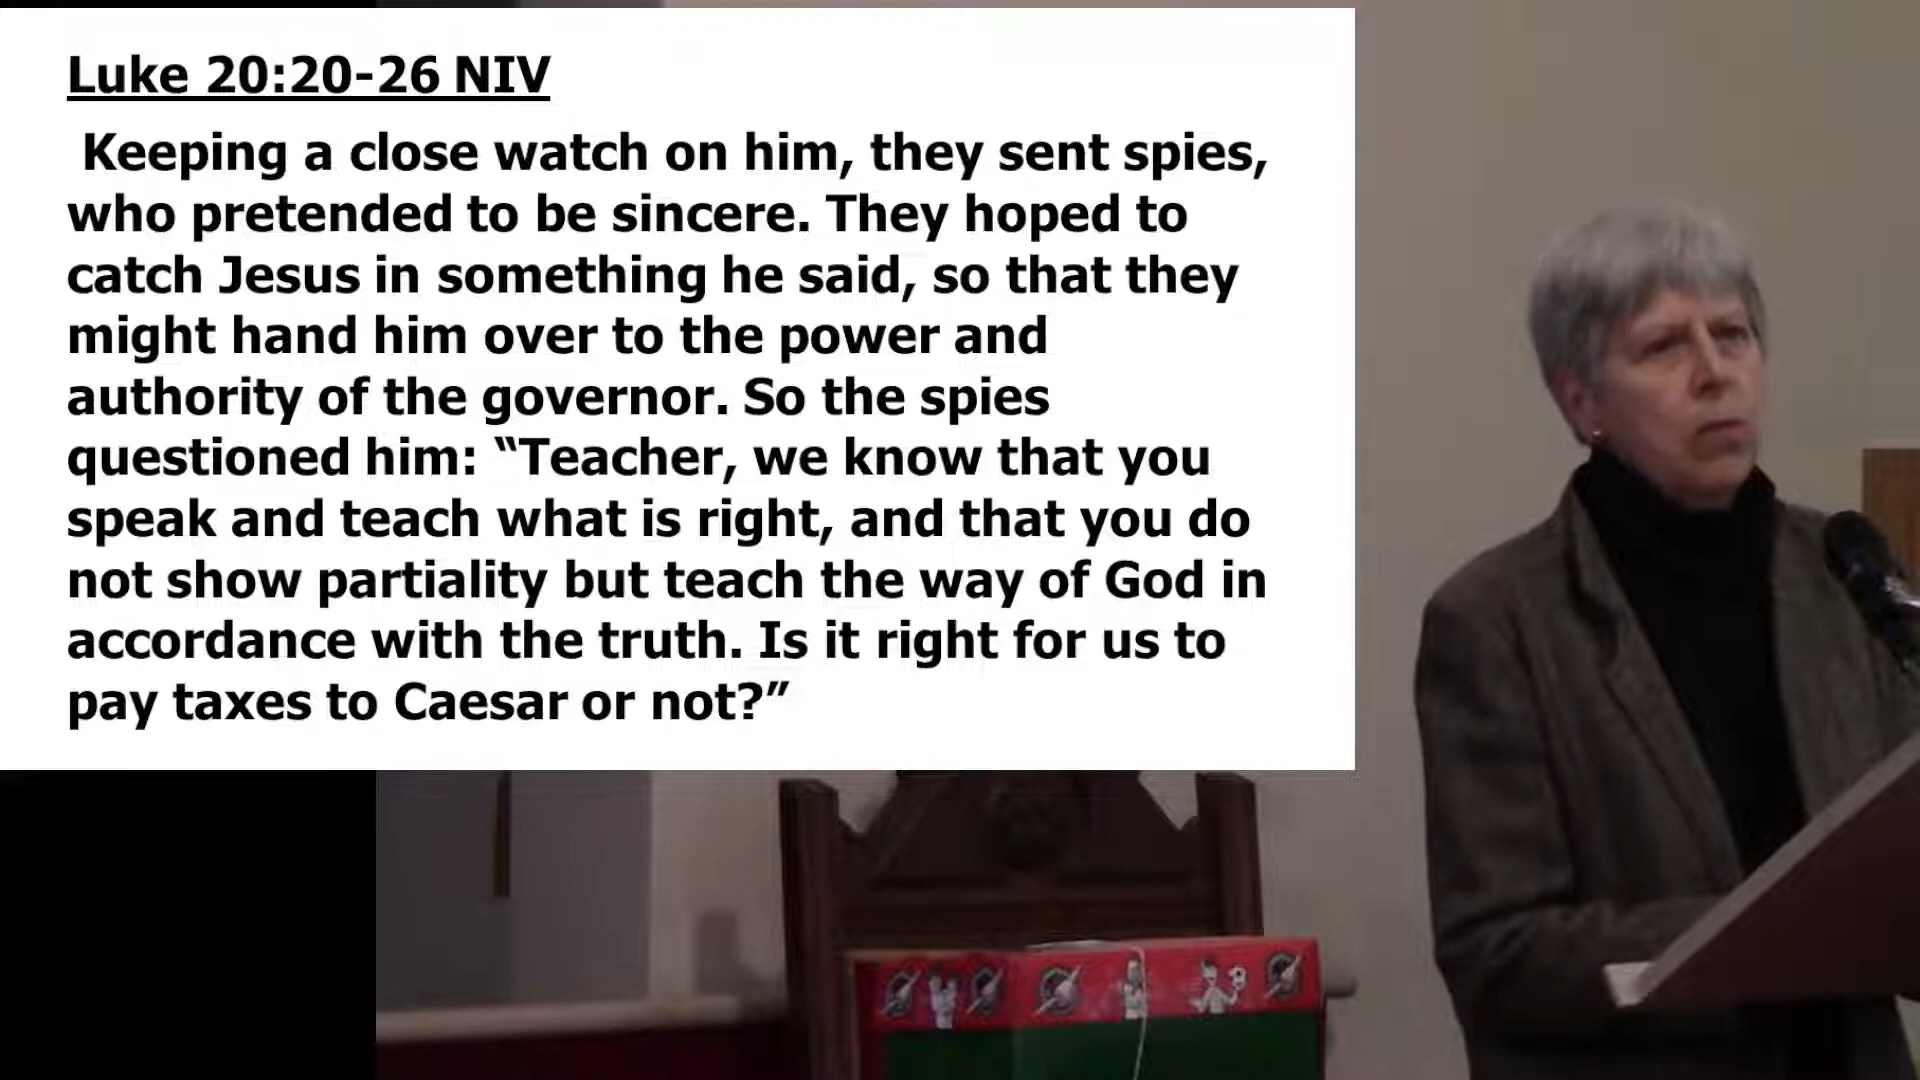 Luke 20:20-26 NIV
Keeping a close watch on him, they sent spies,
who pretended to be sincere. They hoped to
catch Jesus in something he said, so that they
might hand him over to the power and
authority of the governor. So the spies
questioned him: “Teacher, we know that you
speak and teach what is right, and that you do
not show partiality but teach the way of God in
accordance with the truth. Is it right for us to
pay taxes to Caesar or not?”